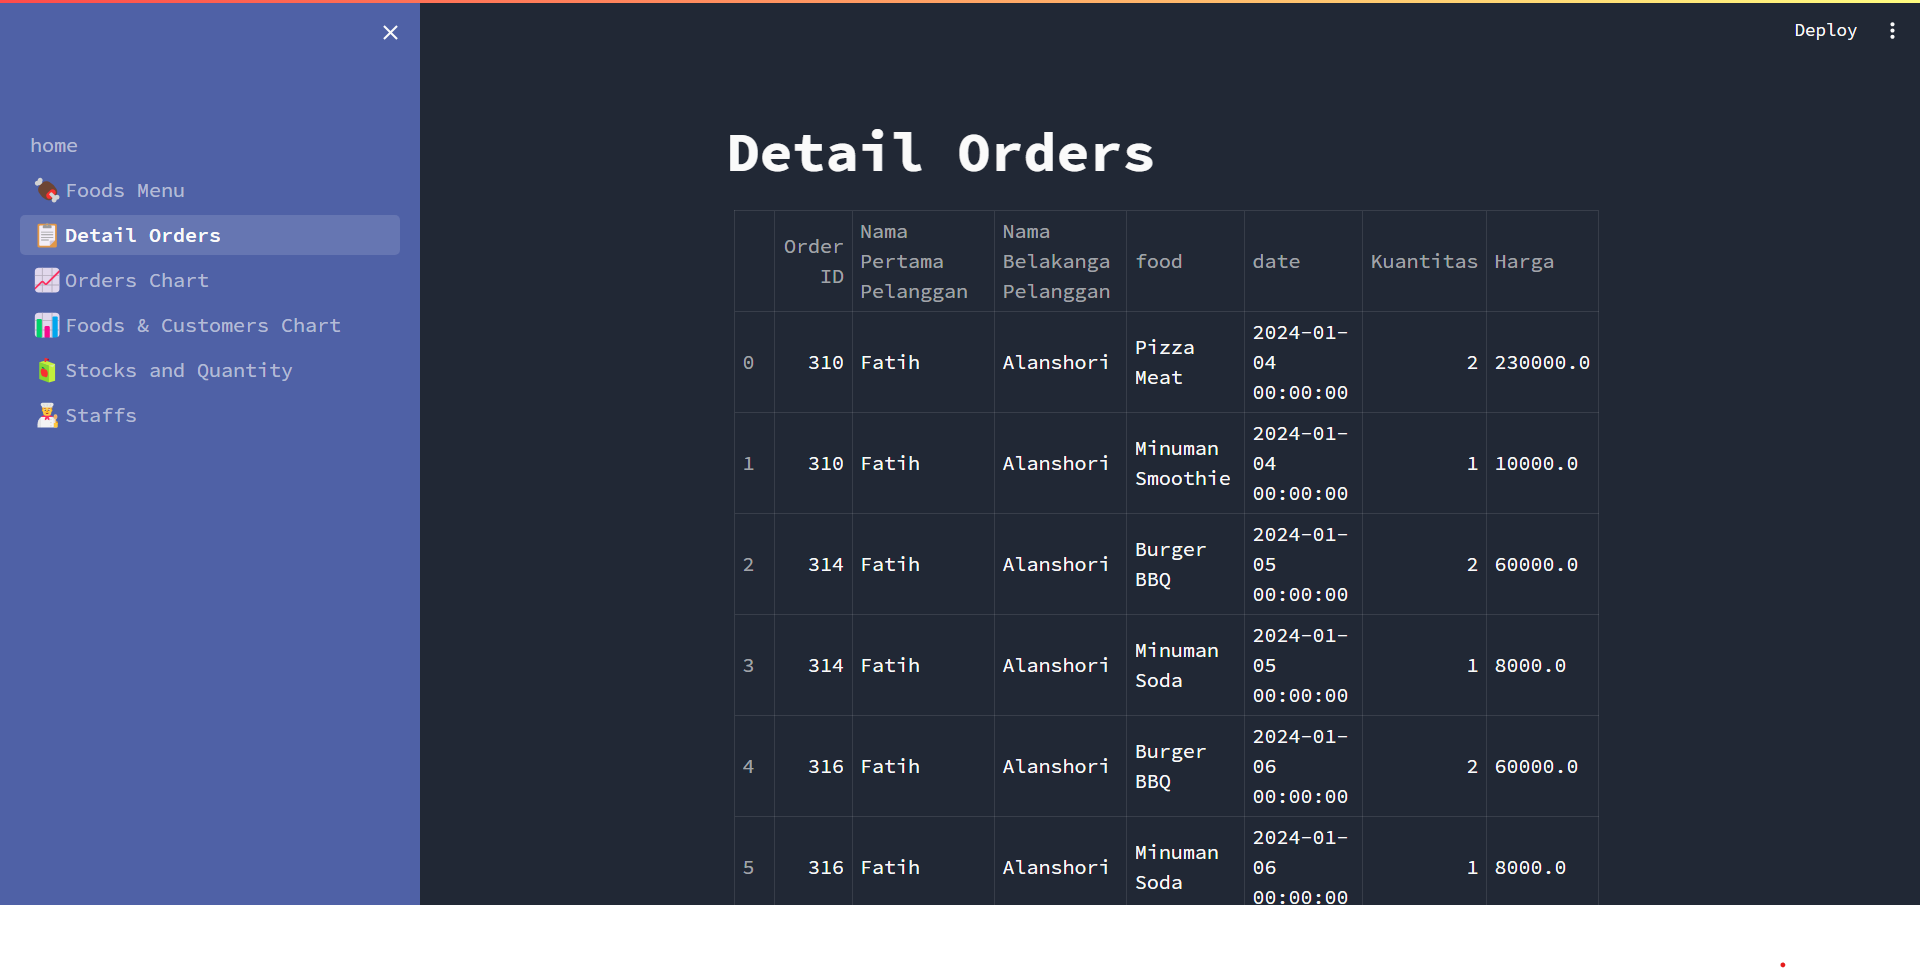 Deploy
home
Foods Menu
Detail Orders
Orders Chart
Foods & Customers Chart
Stocks and Quantity
Staffs
Detail Orders
Order ID	Nama Pertama Pelanggan	Nama Belakanga Pelanggan	food	date	Kuantitas	Harga
0	310	Fatih	Alanshori	Pizza Meat	2024-01-04 00:00:00	2	230000.0
1	310	Fatih	Alanshori	Minuman Smoothie	2024-01-04 00:00:00	1	10000.0
2	314	Fatih	Alanshori	Burger BBQ	2024-01-05 00:00:00	2	60000.0
3	314	Fatih	Alanshori	Minuman Soda	2024-01-05 00:00:00	1	8000.0
4	316	Fatih	Alanshori	Burger BBQ	2024-01-06 00:00:00	2	60000.0
5	316	Fatih	Alanshori	Minuman Soda	2024-01-06 00:00:00	1	8000.0